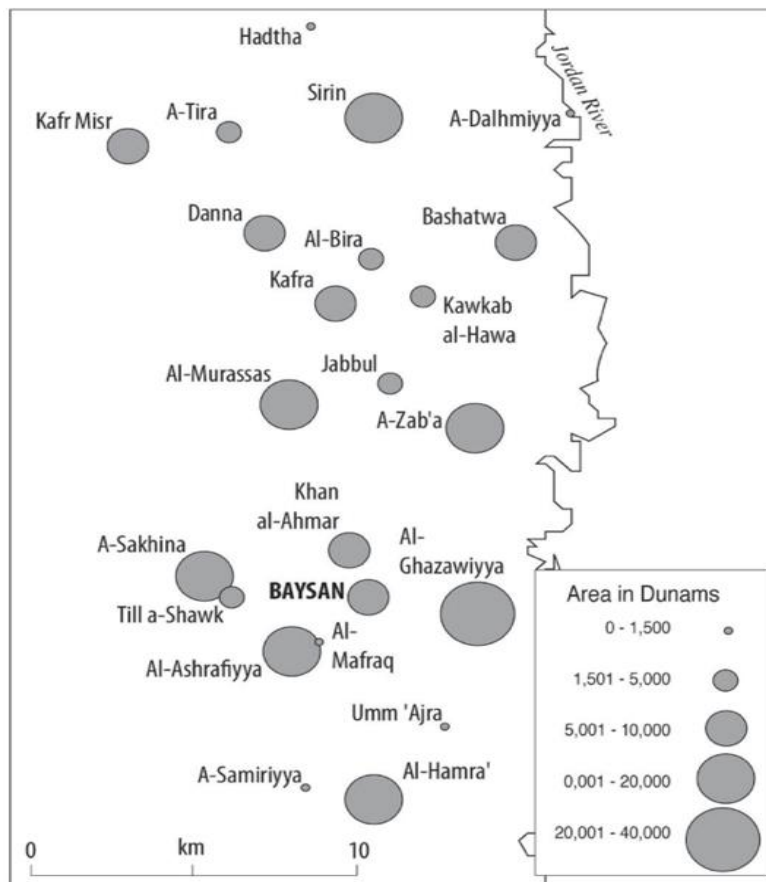 Hadtha
Jordan River
A-Tira
Sirin
A-Dalhmiyya
Kafr Misr
Danna
Al-Bira
Bashatwa
Kafra
Kawkab
al-Hawa
Jabbul
Al-Murassas
A-Zab'a
Khan
al-Ahmar
A-Sakhina
Al-
Ghazawiyya
BAYSAN
Till a-Shawk
Al-
Mafraq
Al-Ashrafiyya
Umm 'Ajra
A-Samiriyya
Al-Hamra'
0
km
10
Area in Dunams
0 - 1,500
1,501 - 5,000
5,001 - 10,000
0,001 - 20,000
20,001 - 40,000